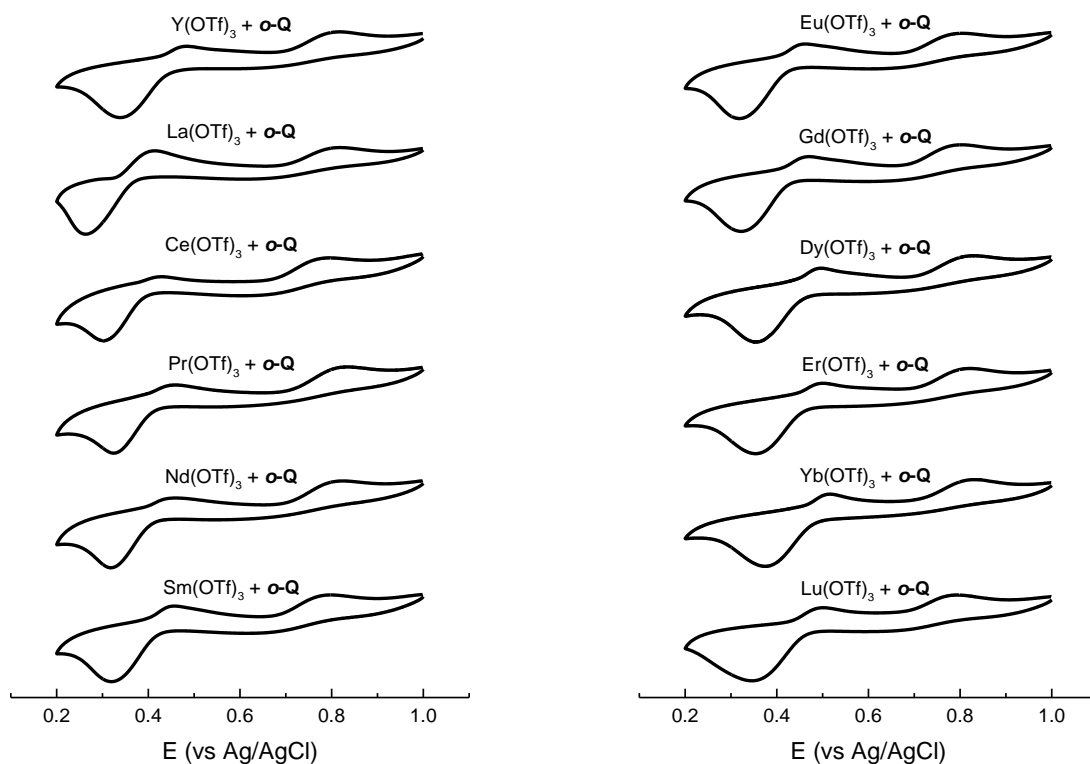 Y(OTf)₃ + o-Q
La(OTf)₃ + o-Q
Ce(OTf)₃ + o-Q
Pr(OTf)₃ + o-Q
Nd(OTf)₃ + o-Q
Sm(OTf)₃ + o-Q
0.2 0.4 0.6 0.8 1.0
E (vs Ag/AgCl)
Eu(OTf)₃ + o-Q
Gd(OTf)₃ + o-Q
Dy(OTf)₃ + o-Q
Er(OTf)₃ + o-Q
Yb(OTf)₃ + o-Q
Lu(OTf)₃ + o-Q
0.2 0.4 0.6 0.8 1.0
E (vs Ag/AgCl)